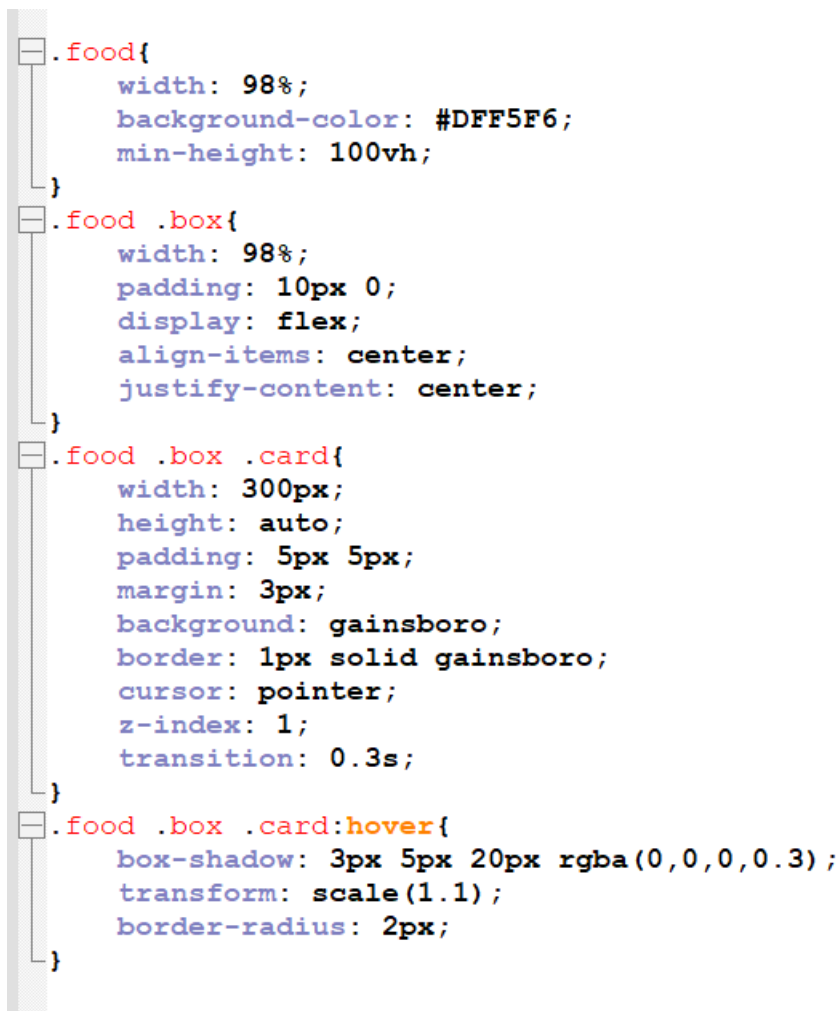 .food{
width: 98%;
background-color: #DFF5F6;
min-height: 100vh;
}
.food .box{
width: 98%;
padding: 10px 0;
display: flex;
align-items: center;
justify-content: center;
}
.food .box .card{
width: 300px;
height: auto;
padding: 5px 5px;
margin: 3px;
background: gainsboro;
border: 1px solid gainsboro;
cursor: pointer;
z-index: 1;
transition: 0.3s;
}
.food .box .card:hover{
box-shadow: 3px 5px 20px rgba(0,0,0,0.3);
transform: scale(1.1);
border-radius: 2px;
}